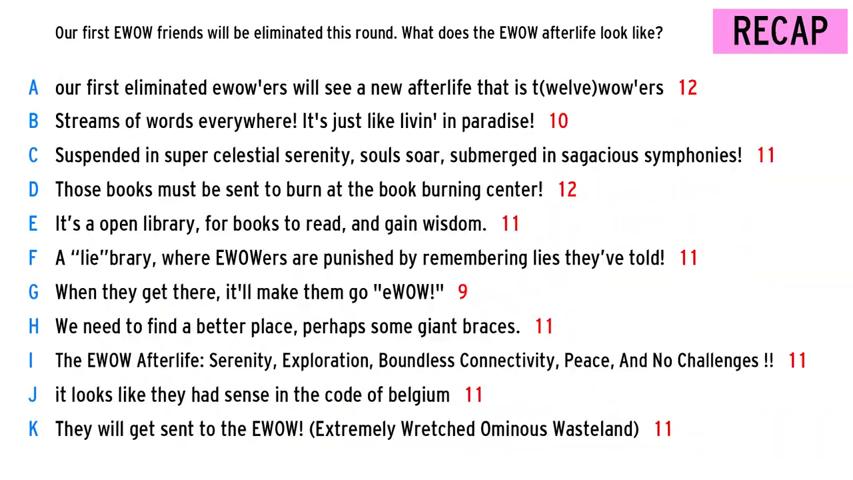 Our first EWOW friends will be eliminated this round. What does the EWOW afterlife look like?
RECAP
A our first eliminated ewow'ers will see a new afterlife that is t(welve)wow'ers 12
B Streams of words everywhere! It's just like livin' in paradise! 10
C Suspended in super celestial serenity, souls soar, submerged in sagacious symphonies! 11
D Those books must be sent to burn at the book burning center! 12
E It’s a open library, for books to read, and gain wisdom. 11
F A “lie”brary, where EWOWers are punished by remembering lies they’ve told! 11
G When they get there, it'll make them go "eWOW!" 9
H We need to find a better place, perhaps some giant braces. 11
I The EWOW Afterlife: Serenity, Exploration, Boundless Connectivity, Peace, And No Challenges !! 11
J it looks like they had sense in the code of belgium 11
K They will get sent to the EWOW! (Extremely Wretched Ominous Wasteland) 11